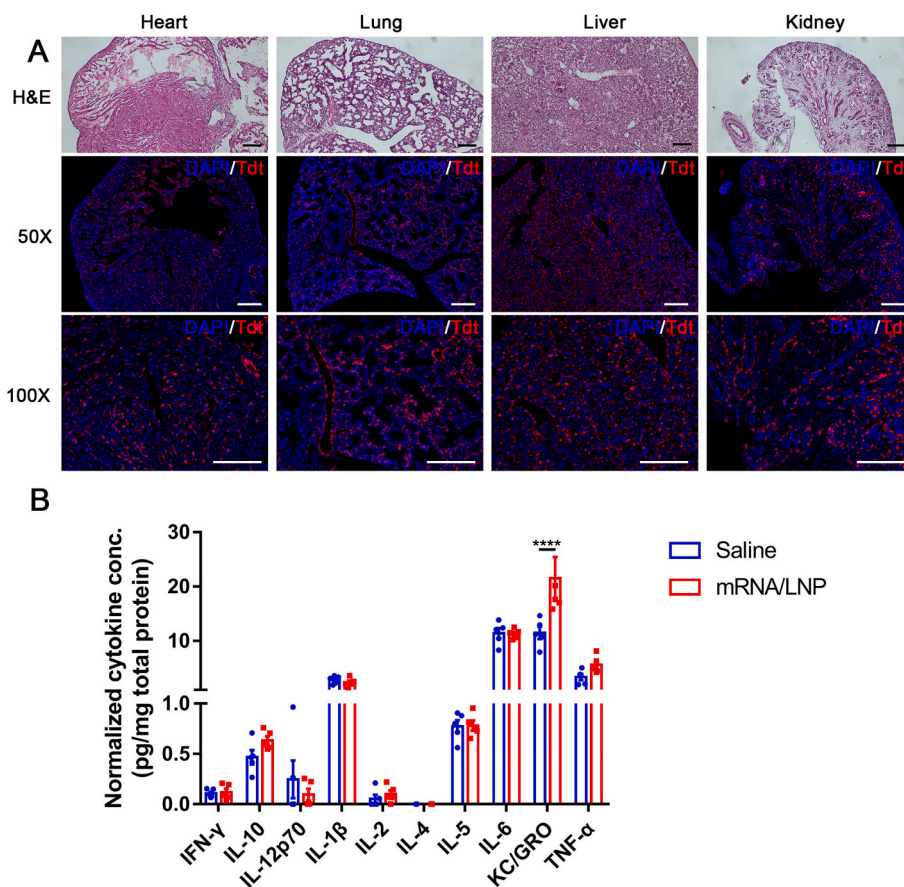 Heart Lung Liver Kidney
A
H&E
DAPI/Tdt DAPI/Tdt DAPI/Tdt DAPI/Tdt
50X
DAPI/Tdt DAPI/Tdt DAPI/Tdt DAPI/Tdt
100X
B
Normalized cytokine conc.
(pg/mg total protein)
30
20
10
1.0
0.5
0.0
****
Saline
mRNA/LNP
IFN-γ IL-10 IL-12p70 IL-1β IL-2 IL-4 IL-5 IL-6 KC/GRO TNF-α